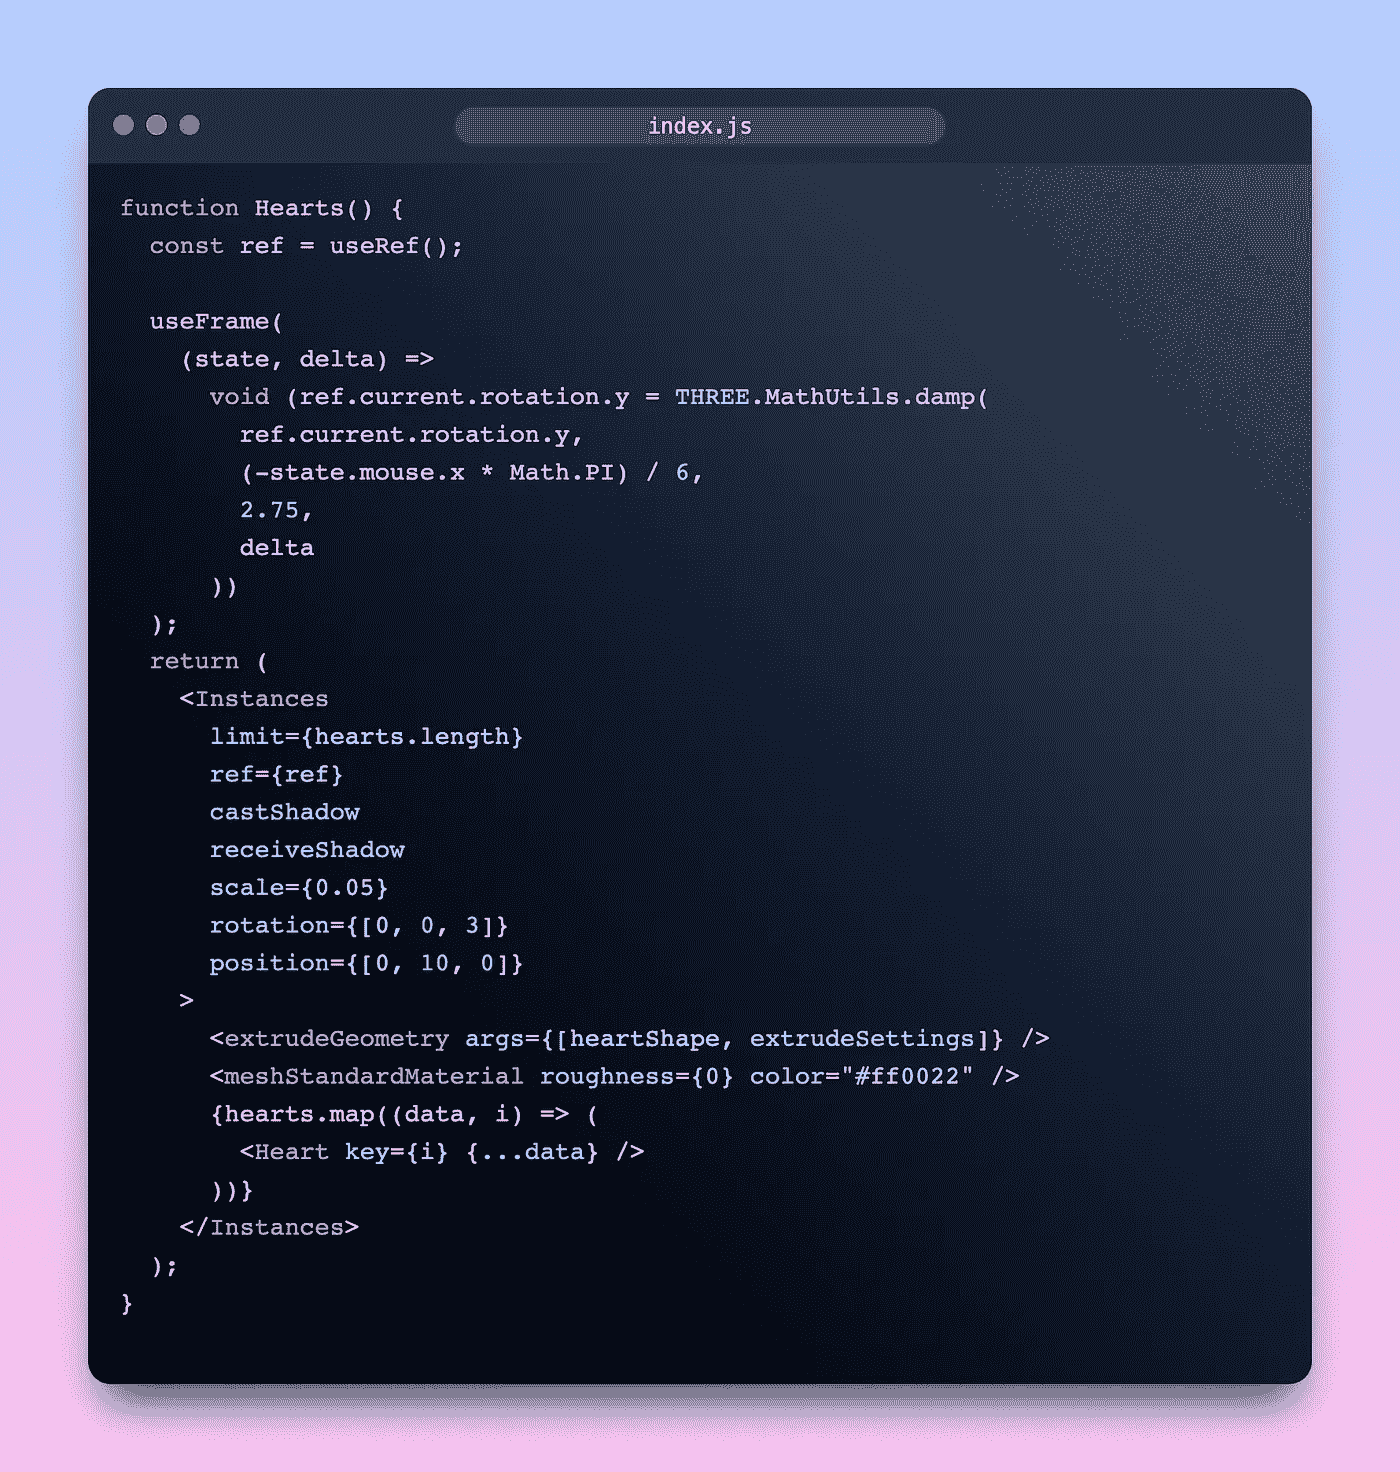 index.js
function Hearts() {
  const ref = useRef();

  useFrame(
    (state, delta) =>
      void (ref.current.rotation.y = THREE.MathUtils.damp(
        ref.current.rotation.y,
        (-state.mouse.x * Math.PI) / 6,
        2.75,
        delta
      ))
  );
  return (
    <Instances
      limit={hearts.length}
      ref={ref}
      castShadow
      receiveShadow
      scale={0.05}
      rotation={[0, 0, 3]}
      position={[0, 10, 0]}
    >
      <extrudeGeometry args={[heartShape, extrudeSettings]} />
      <meshStandardMaterial roughness={0} color="#ff0022" />
      {hearts.map((data, i) => (
        <Heart key={i} {...data} />
      ))}
    </Instances>
  );
}